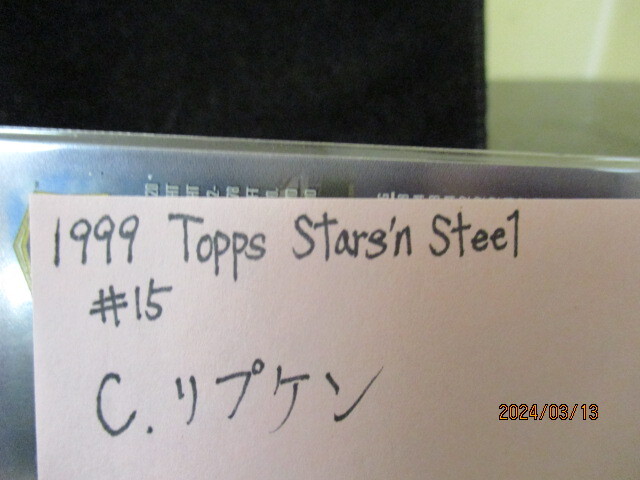 1999 Topps Stars'n Steel
#15
C. リプケン
2024/03/13